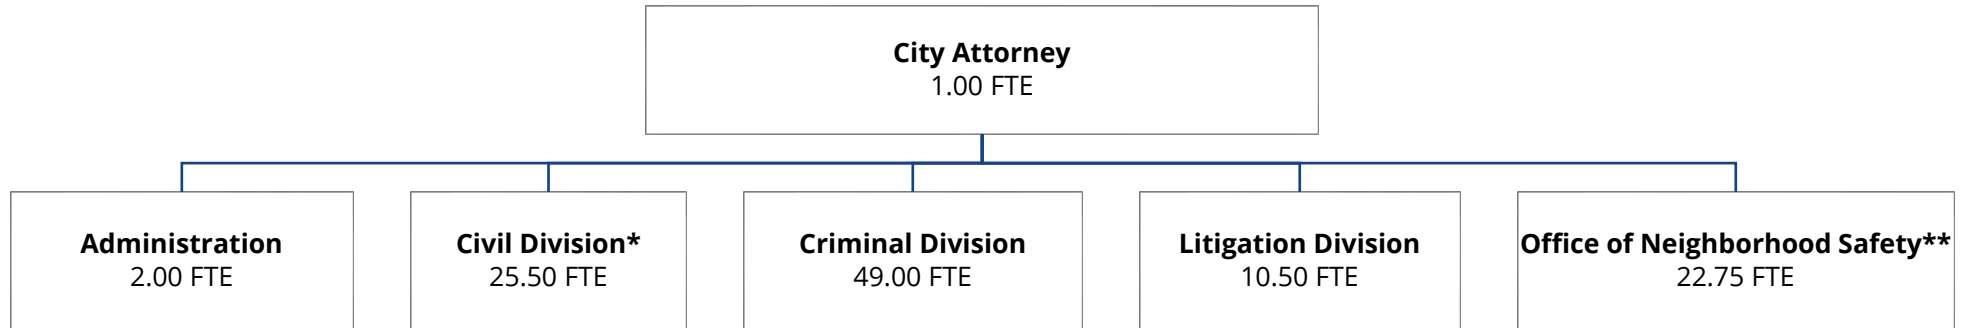 City Attorney
1.00 FTE
Administration
2.00 FTE
Civil Division*
25.50 FTE
Criminal Division
49.00 FTE
Litigation Division
10.50 FTE
Office of Neighborhood Safety**
22.75 FTE